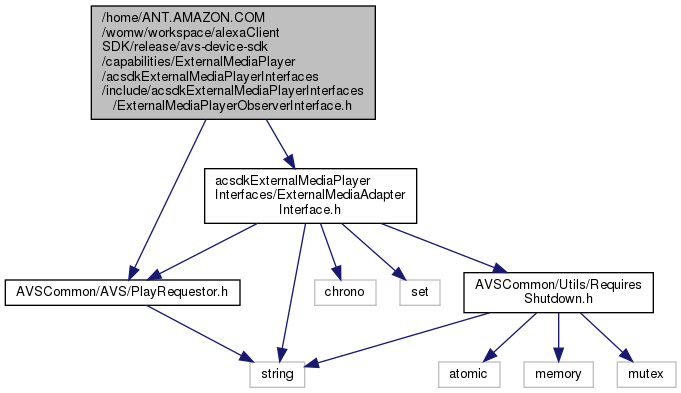 /home/ANT.AMAZON.COM
/womw/workspace/alexaClient
SDK/release/avs-device-sdk
/capabilities/ExternalMediaPlayer
/acsdkExternalMediaPlayerInterfaces
/include/acsdkExternalMediaPlayerInterfaces
/ExternalMediaPlayerObserverInterface.h
acsdkExternalMediaPlayer
Interfaces/ExternalMediaAdapter
Interface.h
AVSCommon/AVS/PlayRequestor.h
chrono
set
AVSCommon/Utils/Requires
Shutdown.h
string
atomic
memory
mutex